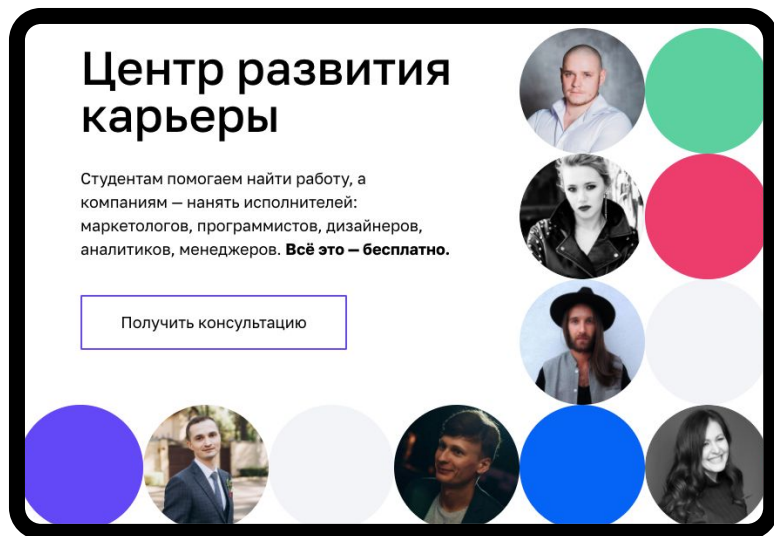 Центр развития
карьеры
Студентам помогаем найти работу, а
компаниям — нанять исполнителей:
маркетологов, программистов, дизайнеров,
аналитиков, менеджеров. Всё это — бесплатно.
Получить консультацию